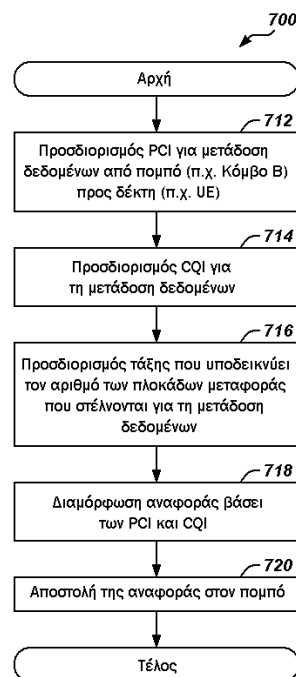 700
Αρχή
712
Προσδιορισμός PCI για μετάδοση
δεδομένων από πομπό (π.χ. Κόμβο Β)
προς δέκτη (π.χ. UE)
714
Προσδιορισμός CQI για
τη μετάδοση δεδομένων
716
Προσδιορισμός τάξης που υποδεικνύει
τον αριθμό των πλοκάδων μεταφοράς
που στέλνονται για τη μετάδοση
δεδομένων
718
Διαμόρφωση αναφοράς βάσει
των PCI και CQI
720
Αποστολή της αναφοράς στον πομπό
Τέλος